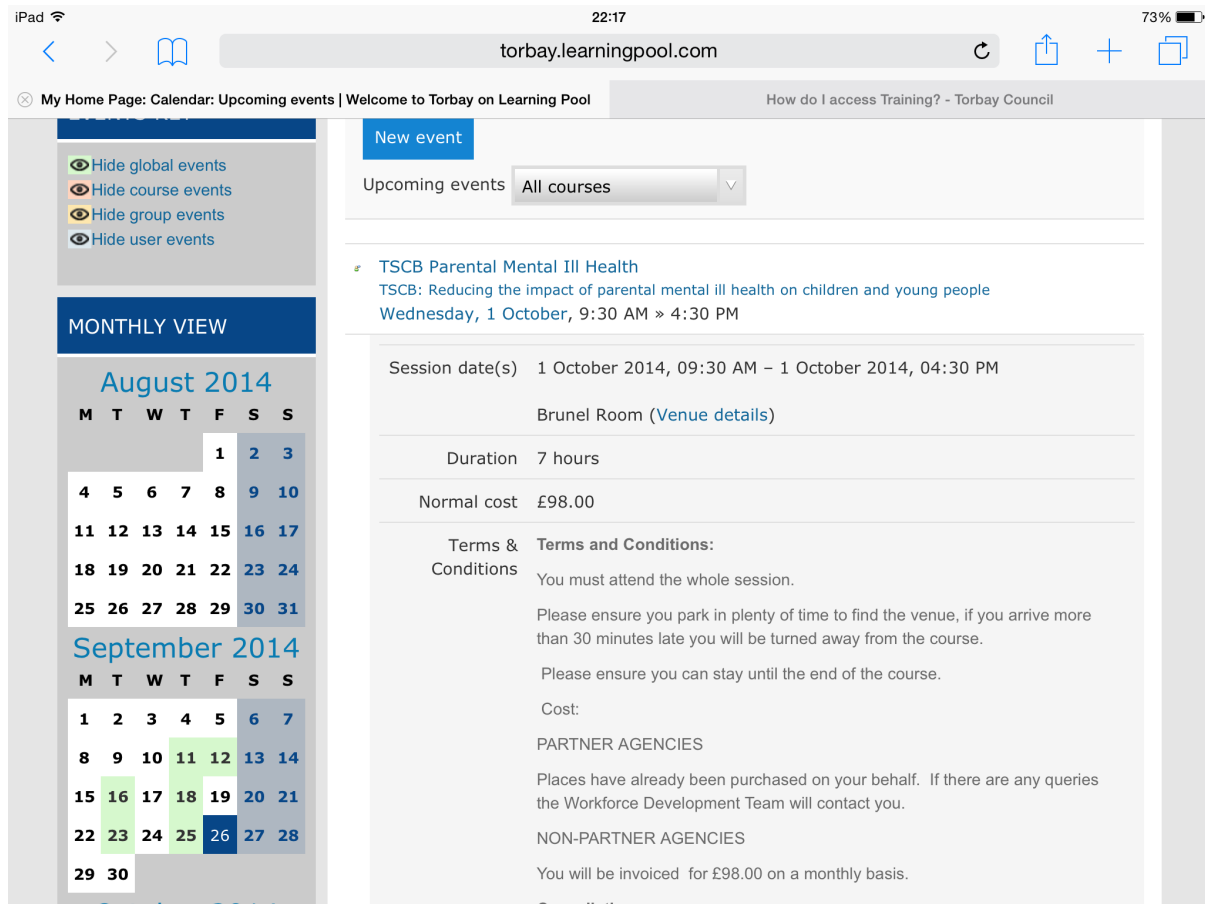 iPad 22:17 73%
torbay.learningpool.com
My Home Page: Calendar: Upcoming events | Welcome to Torbay on Learning Pool
How do I access Training? - Torbay Council
Hide global events
Hide course events
Hide group events
Hide user events
MONTHLY VIEW
August 2014
M T W T F S S
1 2 3
4 5 6 7 8 9 10
11 12 13 14 15 16 17
18 19 20 21 22 23 24
25 26 27 28 29 30 31
September 2014
M T W T F S S
1 2 3 4 5 6 7
8 9 10 11 12 13 14
15 16 17 18 19 20 21
22 23 24 25 26 27 28
29 30
New event
Upcoming events All courses
TSCB Parental Mental Ill Health
TSCB: Reducing the impact of parental mental ill health on children and young people
Wednesday, 1 October, 9:30 AM » 4:30 PM
Session date(s) 1 October 2014, 09:30 AM – 1 October 2014, 04:30 PM
Brunel Room (Venue details)
Duration 7 hours
Normal cost £98.00
Terms & Conditions
Terms and Conditions:
You must attend the whole session.
Please ensure you park in plenty of time to find the venue, if you arrive more
than 30 minutes late you will be turned away from the course.
Please ensure you can stay until the end of the course.
Cost:
PARTNER AGENCIES
Places have already been purchased on your behalf. If there are any queries
the Workforce Development Team will contact you.
NON-PARTNER AGENCIES
You will be invoiced for £98.00 on a monthly basis.